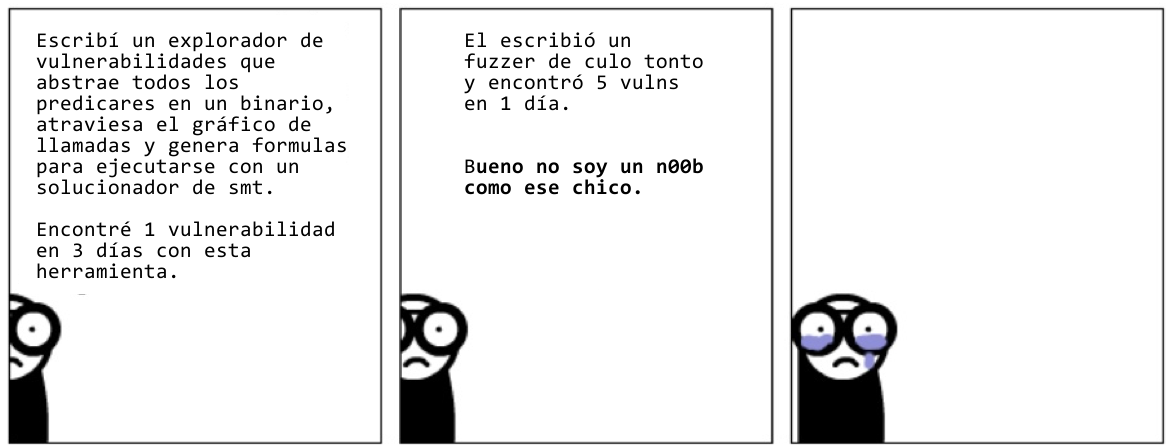 Escribí un explorador de
vulnerabilidades que
abstrae todos los
predicares en un binario,
atraviesa el gráfico de
llamadas y genera formulas
para ejecutarse con un
solucionador de smt.
Encontré 1 vulnerabilidad
en 3 días con esta
herramienta.
El escribió un
fuzzer de culo tonto
y encontró 5 vulns
en 1 día.
Bueno no soy un n00b
como ese chico.